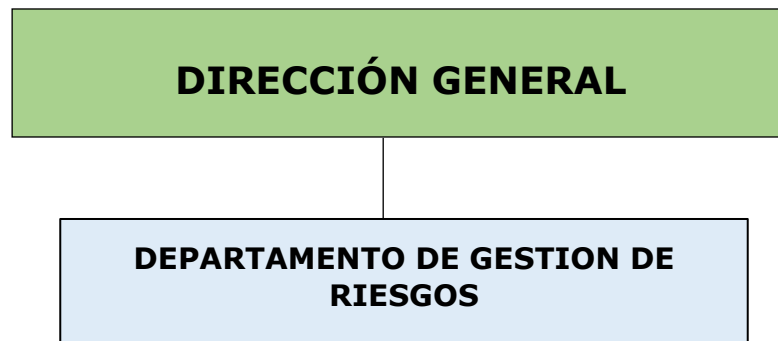 DIRECCIÓN GENERAL
DEPARTAMENTO DE GESTION DE
RIESGOS